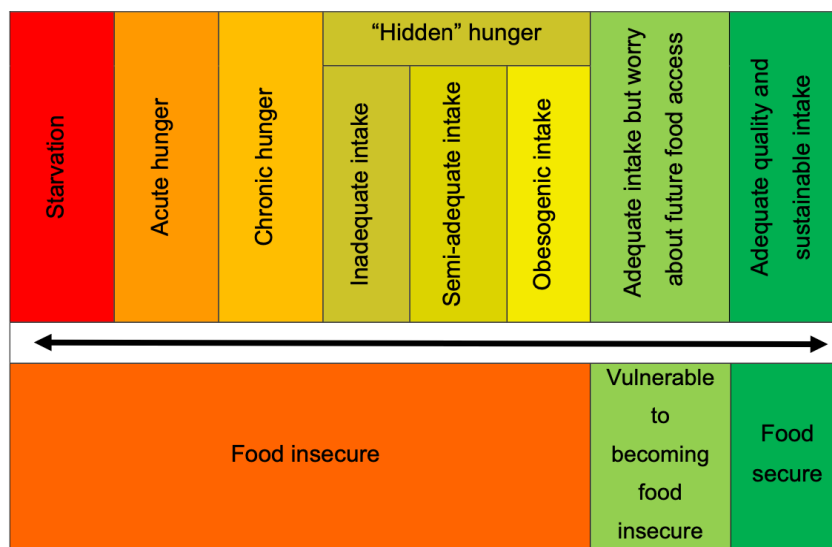 Starvation
Acute hunger
Chronic hunger
“Hidden” hunger
Inadequate intake
Semi-adequate intake
Obesogenic intake
Adequate intake but worry
about future food access
Adequate quality and
sustainable intake
Food insecure
Vulnerable
to
becoming
food
insecure
Food
secure